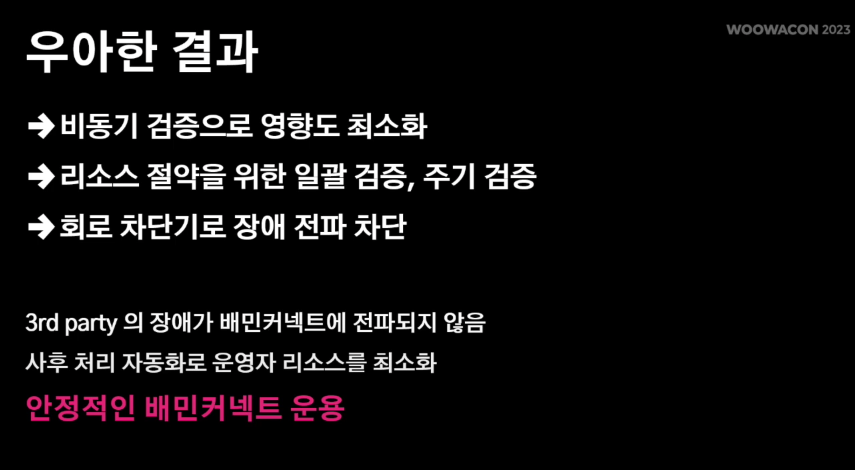 우아한 결과
WOOWACON 2023
➔ 비동기 검증으로 영향도 최소화
➔ 리소스 절약을 위한 일괄 검증, 주기 검증
➔ 회로 차단기로 장애 전파 차단
3rd party 의 장애가 배민커넥트에 전파되지 않음
사후 처리 자동화로 운영자 리소스를 최소화
안정적인 배민커넥트 운용